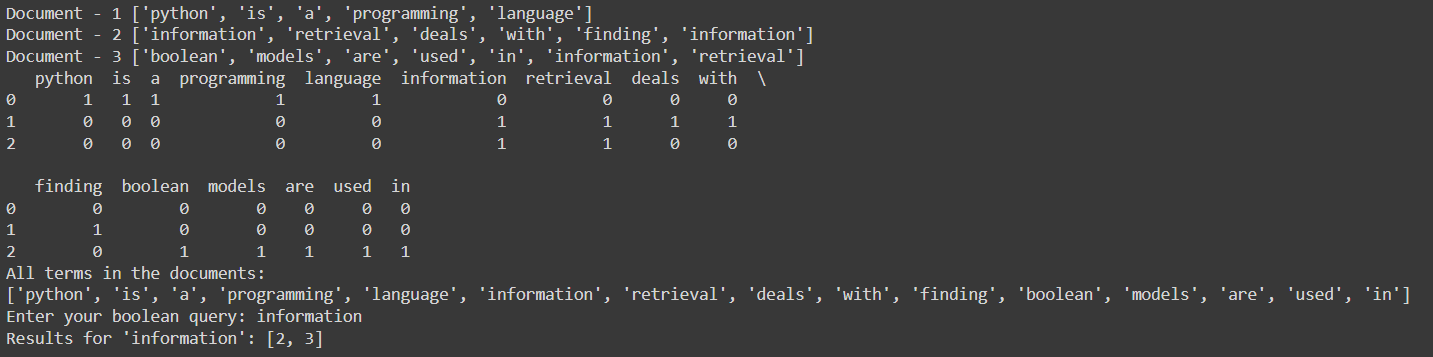 Document - 1 ['python', 'is', 'a', 'programming', 'language']
Document - 2 ['information', 'retrieval', 'deals', 'with', 'finding', 'information']
Document - 3 ['boolean', 'models', 'are', 'used', 'in', 'information', 'retrieval']
   python  is  a  programming  language  information  retrieval  deals  with  \
0       1   1  1            1         1            0          0      0     0
1       0   0  0            0         0            1          1      1     1
2       0   0  0            0         0            1          1      0     0

   finding  boolean  models  are  used  in
0        0        0       0    0     0   0
1        1        0       0    0     0   0
2        0        1       1    1     1   1
All terms in the documents:
['python', 'is', 'a', 'programming', 'language', 'information', 'retrieval', 'deals', 'with', 'finding', 'boolean', 'models', 'are', 'used', 'in']
Enter your boolean query: information
Results for 'information': [2, 3]